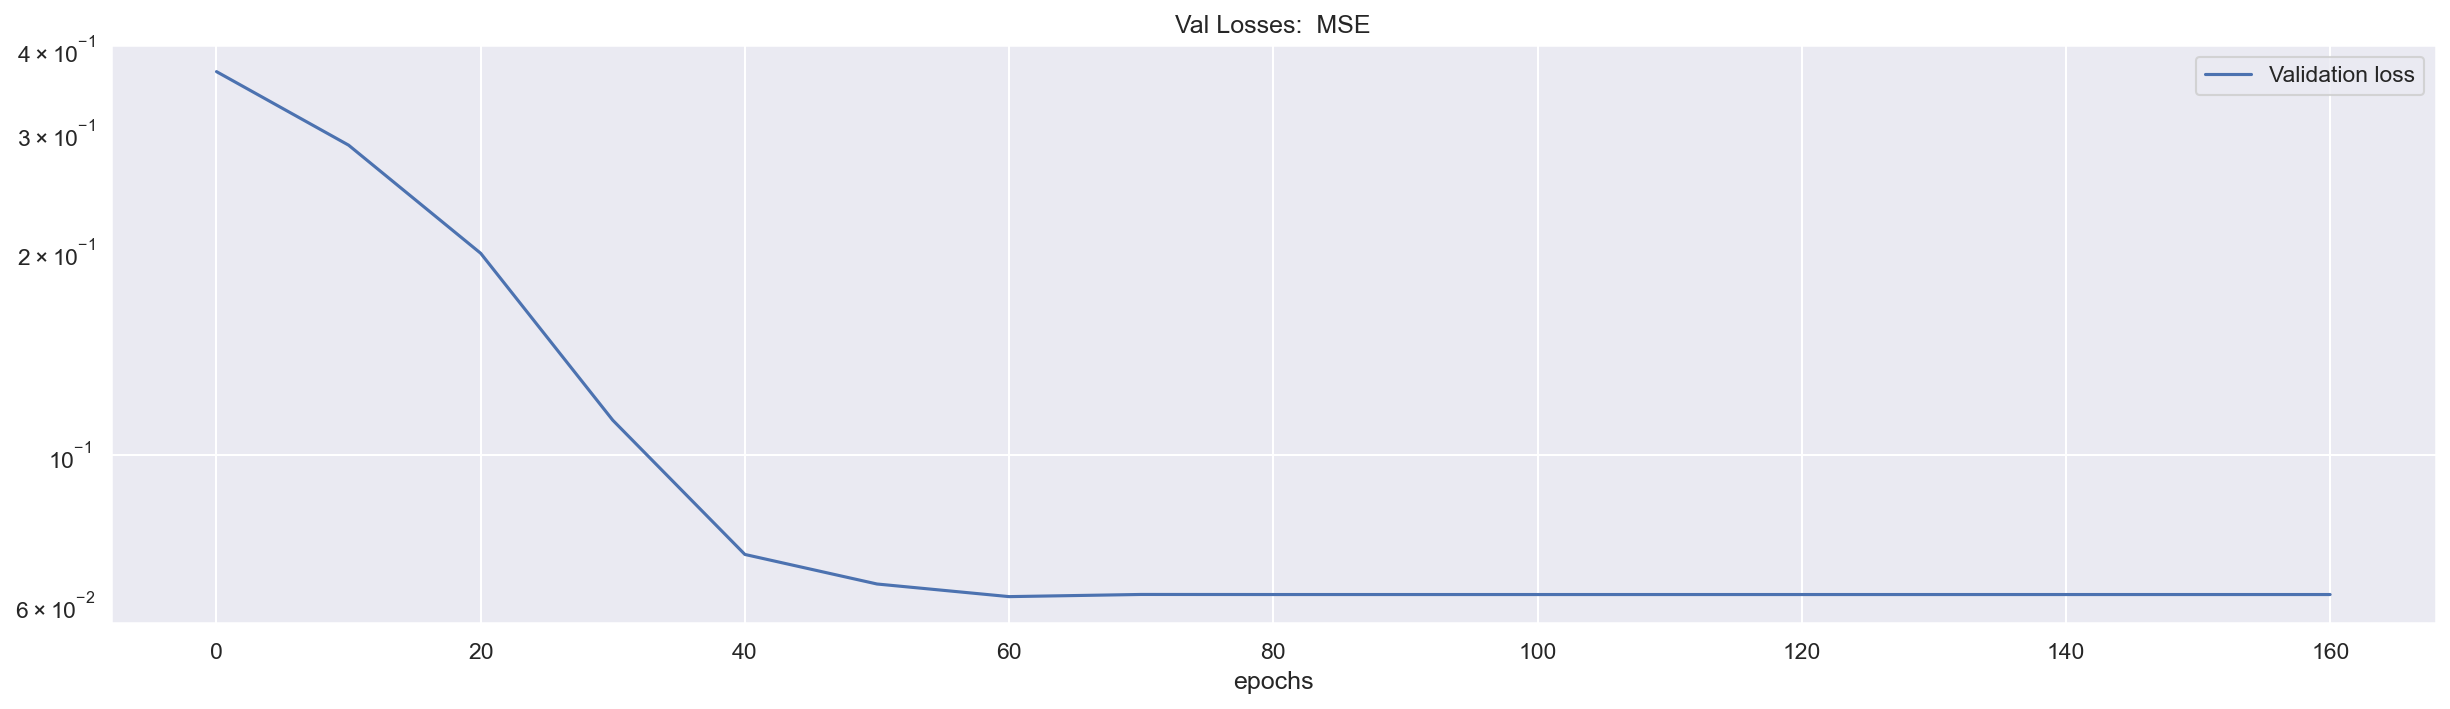 Val Losses:  MSE
4 × 10⁻¹
3 × 10⁻¹
2 × 10⁻¹
10⁻¹
6 × 10⁻²
Validation loss
0 20 40 60 80 100 120 140 160
epochs